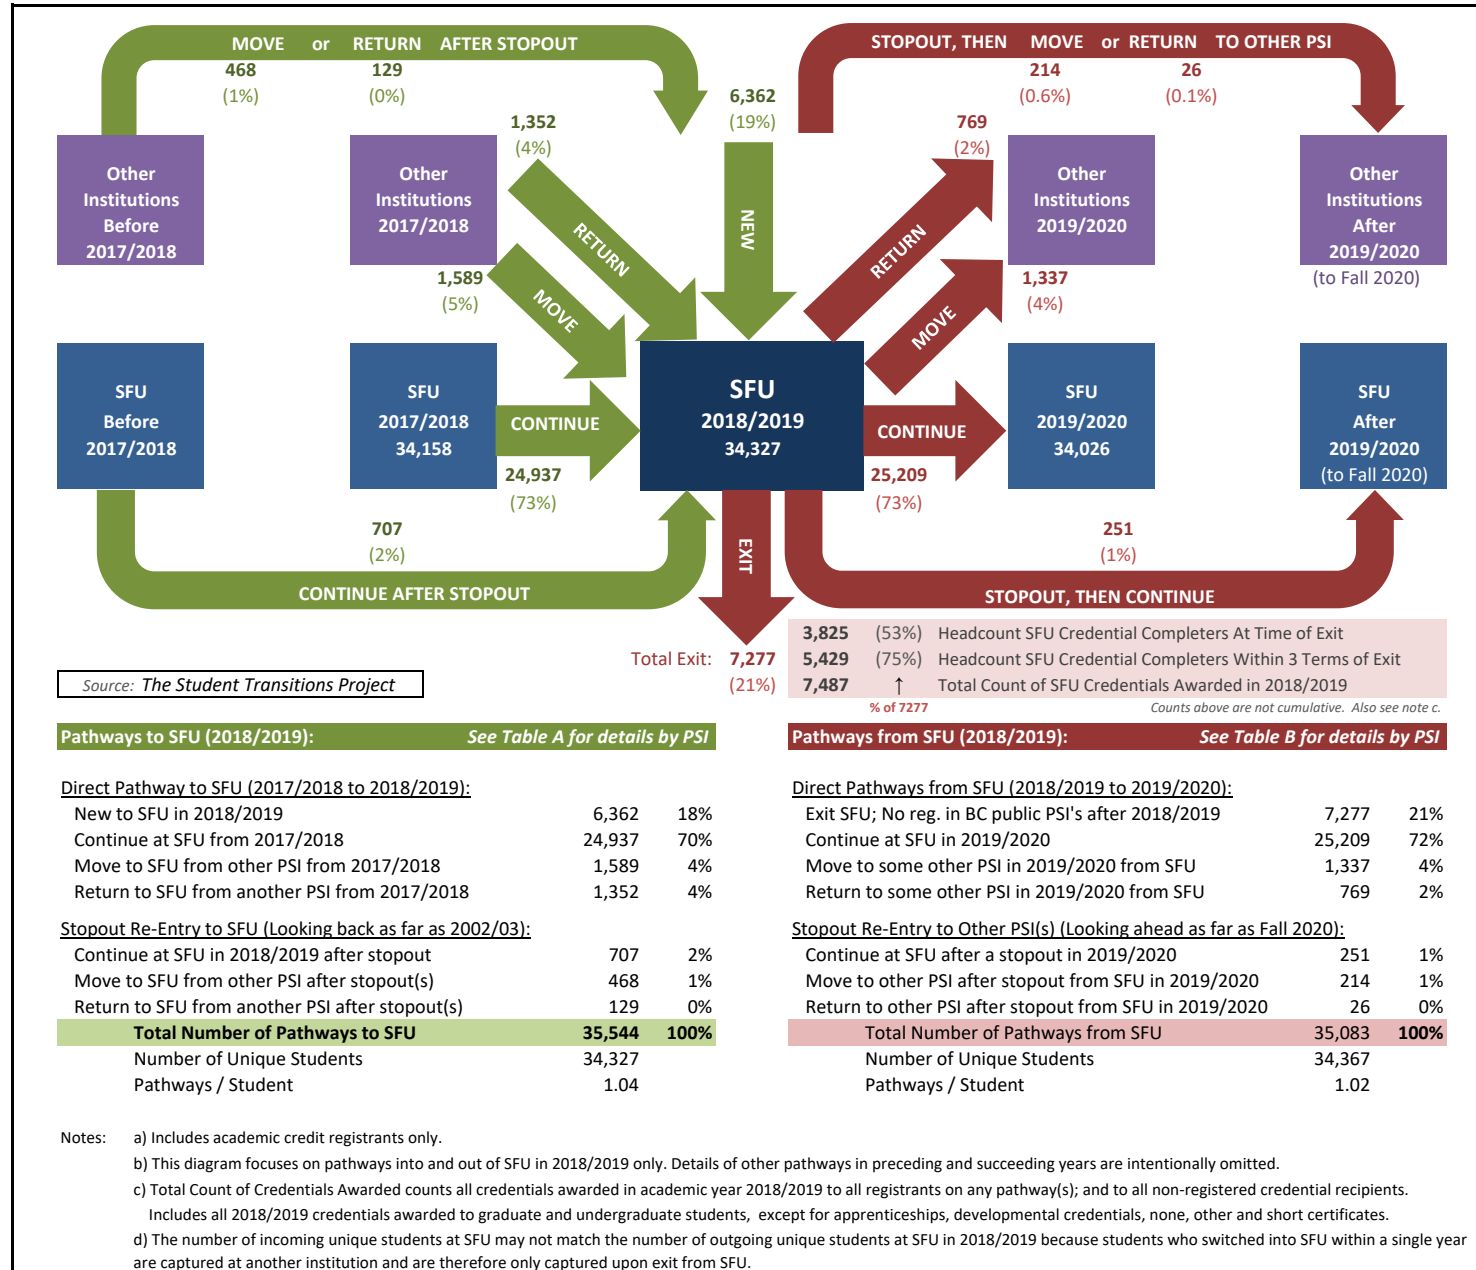 MOVE or RETURN AFTER STOPOUT
468 129
(1%) (0%)
STOPOUT, THEN MOVE or RETURN TO OTHER PSI
214 26
(0.6%) (0.1%)
6,362
(19%)
1,352
(4%)
769
(2%)
Other
Institutions
Before
2017/2018
Other
Institutions
2017/2018
RETURN
NEW
RETURN
Other
Institutions
2019/2020
Other
Institutions
After
2019/2020
(to Fall 2020)
1,589
(5%)
MOVE
MOVE
1,337
(4%)
SFU
Before
2017/2018
SFU
2017/2018
34,158
CONTINUE
24,937
(73%)
SFU
2018/2019
34,327
CONTINUE
25,209
(73%)
SFU
2019/2020
34,026
SFU
After
2019/2020
(to Fall 2020)
707
(2%)
CONTINUE AFTER STOPOUT
EXIT
251
(1%)
STOPOUT, THEN CONTINUE
Total Exit: 7,277
(21%)
3,825 (53%) Headcount SFU Credential Completers At Time of Exit
5,429 (75%) Headcount SFU Credential Completers Within 3 Terms of Exit
7,487 ↑ Total Count of SFU Credentials Awarded in 2018/2019
% of 7277 Counts above are not cumulative. Also see note c.
Source: The Student Transitions Project
Pathways to SFU (2018/2019): See Table A for details by PSI
Direct Pathway to SFU (2017/2018 to 2018/2019):
New to SFU in 2018/2019 6,362 18%
Continue at SFU from 2017/2018 24,937 70%
Move to SFU from other PSI from 2017/2018 1,589 4%
Return to SFU from another PSI from 2017/2018 1,352 4%
Stopout Re-Entry to SFU (Looking back as far as 2002/03):
Continue at SFU in 2018/2019 after stopout 707 2%
Move to SFU from other PSI after stopout(s) 468 1%
Return to SFU from another PSI after stopout(s) 129 0%
Total Number of Pathways to SFU 35,544 100%
Number of Unique Students 34,327
Pathways / Student 1.04
Pathways from SFU (2018/2019): See Table B for details by PSI
Direct Pathways from SFU (2018/2019 to 2019/2020):
Exit SFU; No reg. in BC public PSI's after 2018/2019 7,277 21%
Continue at SFU in 2019/2020 25,209 72%
Move to some other PSI in 2019/2020 from SFU 1,337 4%
Return to some other PSI in 2019/2020 from SFU 769 2%
Stopout Re-Entry to Other PSI(s) (Looking ahead as far as Fall 2020):
Continue at SFU after a stopout in 2019/2020 251 1%
Move to other PSI after stopout from SFU in 2019/2020 214 1%
Return to other PSI after stopout from SFU in 2019/2020 26 0%
Total Number of Pathways from SFU 35,083 100%
Number of Unique Students 34,367
Pathways / Student 1.02
Notes: a) Includes academic credit registrants only.
b) This diagram focuses on pathways into and out of SFU in 2018/2019 only. Details of other pathways in preceding and succeeding years are intentionally omitted.
c) Total Count of Credentials Awarded counts all credentials awarded in academic year 2018/2019 to all registrants on any pathway(s); and to all non-registered credential recipients.
Includes all 2018/2019 credentials awarded to graduate and undergraduate students, except for apprenticeships, developmental credentials, none, other and short certificates.
d) The number of incoming unique students at SFU may not match the number of outgoing unique students at SFU in 2018/2019 because students who switched into SFU within a single year
are captured at another institution and are therefore only captured upon exit from SFU.